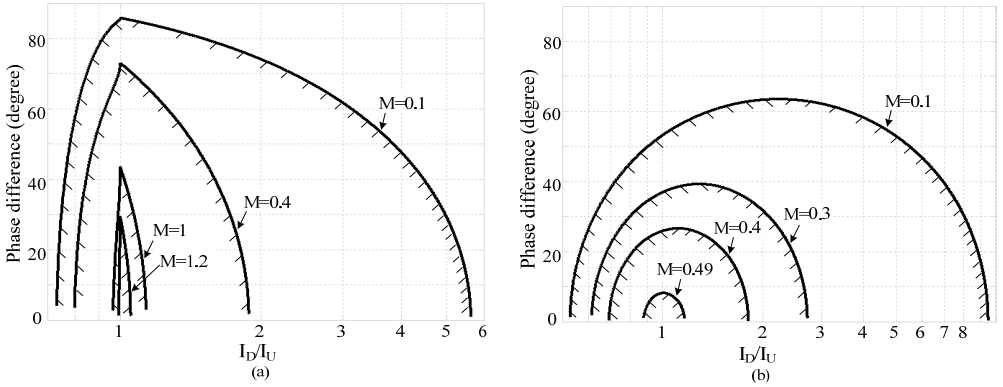 Phase difference (degree)
80
60
40
20
0
M=0.1
M=0.4
M=1
M=1.2
1
2
3
4
5
6
I_D/I_U
(a)
Phase difference (degree)
80
60
40
20
0
M=0.1
M=0.3
M=0.4
M=0.49
1
2
3
4
5
6
7
8
I_D/I_U
(b)